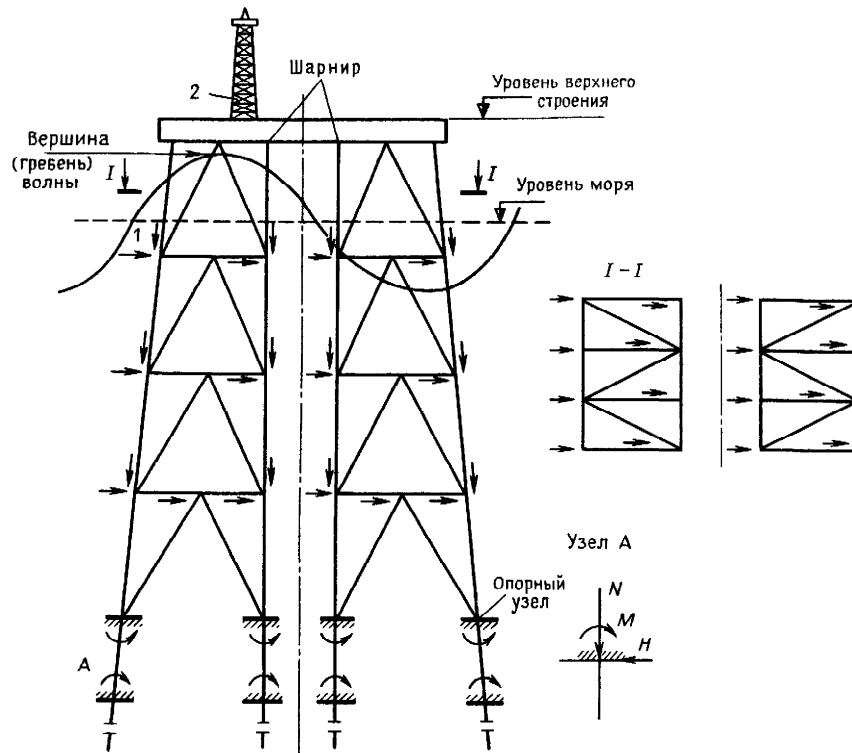 Шарнир
2
Уровень верхнего
строения
Вершина
(гребень)
волны
I
I
Уровень моря
1
I – I
Узел А
Опорный
узел
N
M
H
А